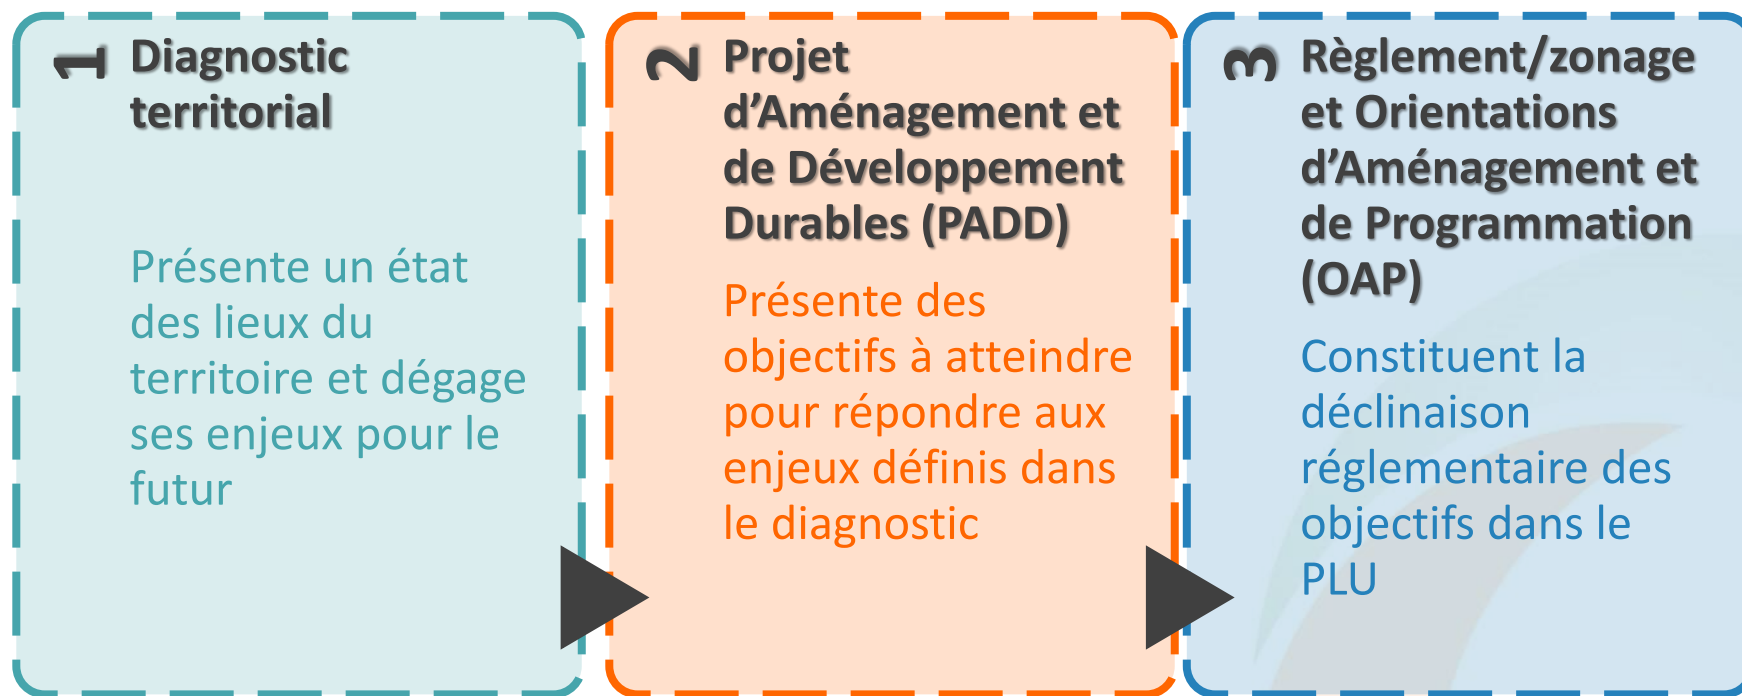 1
Diagnostic
territorial
Présente un état
des lieux du
territoire et dégage
ses enjeux pour le
futur
2
Projet
d’Aménagement et
de Développement
Durables (PADD)
Présente des
objectifs à atteindre
pour répondre aux
enjeux définis dans
le diagnostic
3
Règlement/zonage
et Orientations
d’Aménagement et
de Programmation
(OAP)
Constituent la
déclinaison
réglementaire des
objectifs dans le
PLU